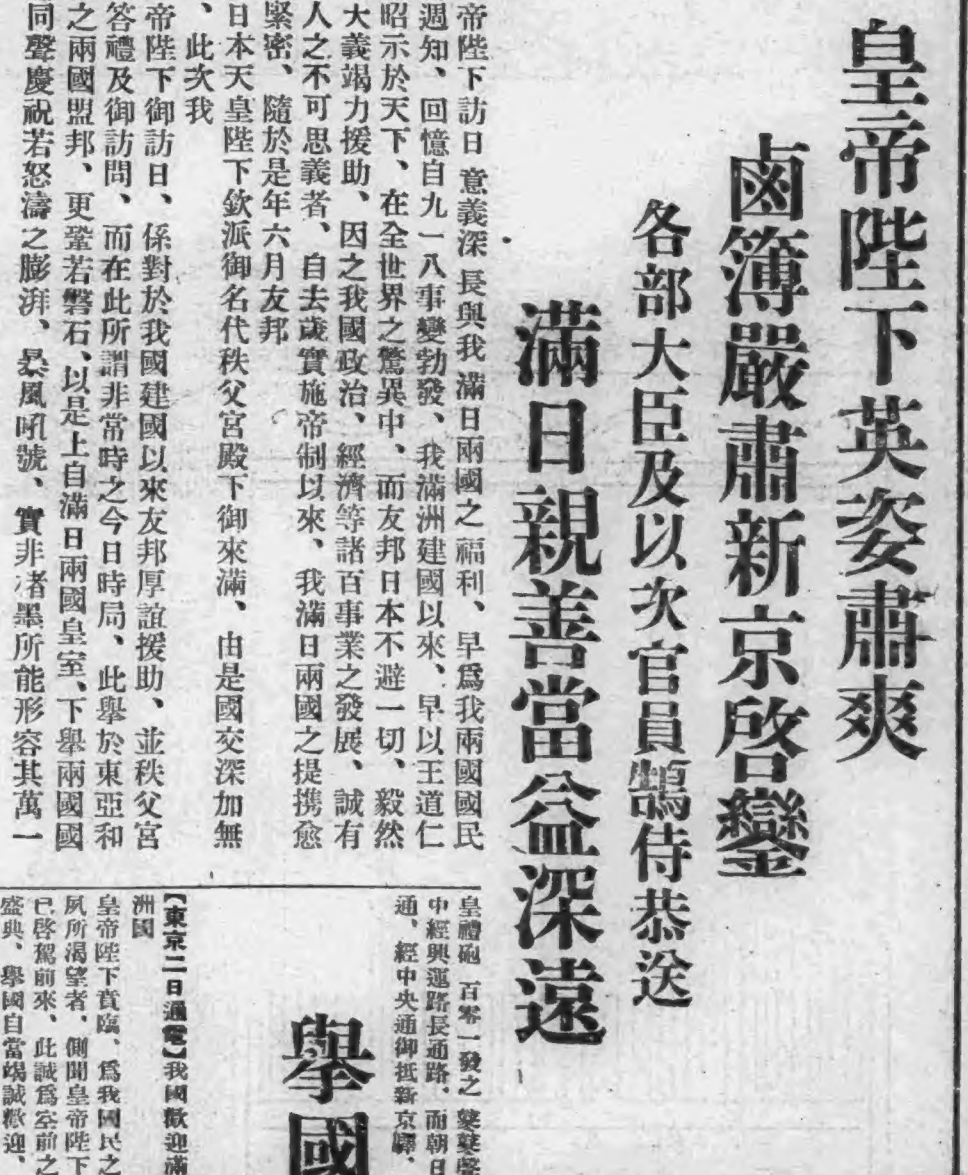 皇帝陛下英姿肅爽
鹵簿嚴肅新京啓鑾
各部大臣及以次官員鵠侍恭送
滿日親善當益深遠
帝陛下訪日 意義深長與我滿日兩國之福利、早爲我兩國國民
週知、回憶自九一八事變勃發、我滿洲建國以來、早以王道仁
昭示於天下、在全世界之驚異中、而友邦日本不避一切、毅然
大義竭力援助、因之我國政治、經濟等諸百事業之發展、誠有
人之不可思義者、自去歲實施帝制以來、我滿日兩國之提携愈
緊密、隨於是年六月友邦
日本天皇陛下欽派御名代秩父宮殿下御來滿、由是國交深加無
、此次我
帝陛下御訪日、係對於我國建國以來友邦厚誼援助、並秩父宮
答禮及御訪問、而在此所謂非常時之今日時局、此舉於東亞和
之兩國盟邦、更鞏若磐石、以是上自滿日兩國皇室、下舉兩國國
同聲慶祝若怒濤之膨湃、暴風吼號、實非楮墨所能形容其萬一
皇禮砲 百零一發之
中經興運路長通路、而朝日
通、經中央通御抵新京驛、
舉國
【東京二日通電】我國歡迎滿
洲國
皇帝陛下賁臨、爲我國民之
夙所渴望者、側聞皇帝陛下
已啓駕前來、此誠爲空前之
盛典、舉國自當竭誠歡迎、